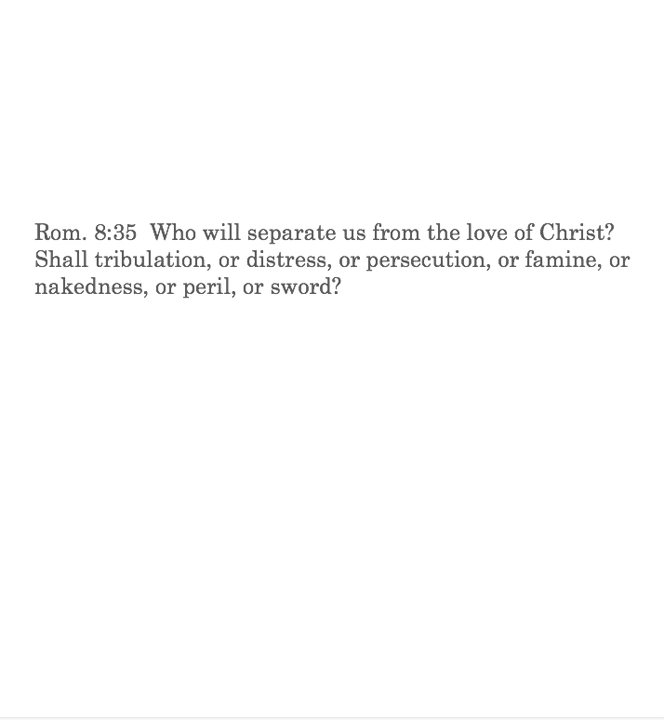 Rom. 8:35  Who will separate us from the love of Christ?
Shall tribulation, or distress, or persecution, or famine, or
nakedness, or peril, or sword?